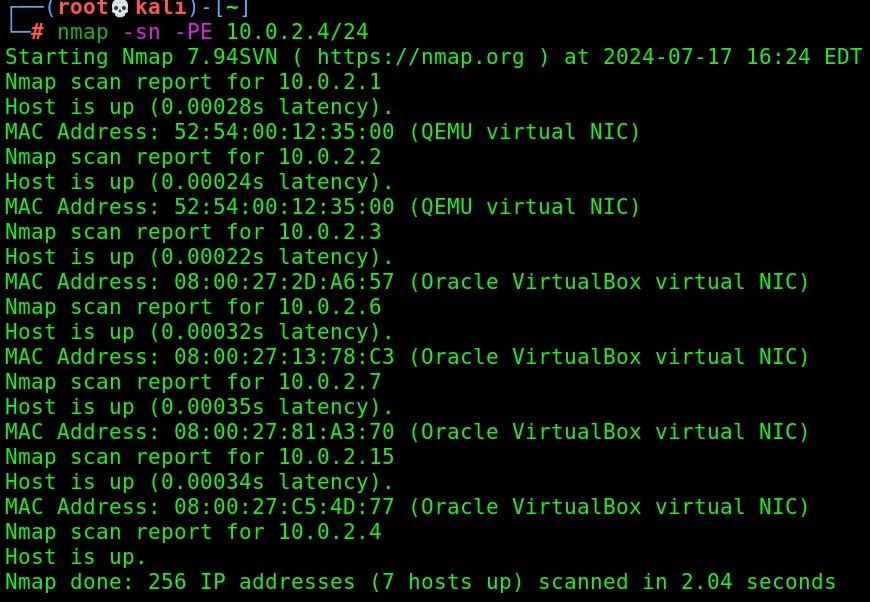 ┌──(root💀kali)-[~]
└─# nmap -sn -PE 10.0.2.4/24
Starting Nmap 7.94SVN ( https://nmap.org ) at 2024-07-17 16:24 EDT
Nmap scan report for 10.0.2.1
Host is up (0.00028s latency).
MAC Address: 52:54:00:12:35:00 (QEMU virtual NIC)
Nmap scan report for 10.0.2.2
Host is up (0.00024s latency).
MAC Address: 52:54:00:12:35:00 (QEMU virtual NIC)
Nmap scan report for 10.0.2.3
Host is up (0.00022s latency).
MAC Address: 08:00:27:2D:A6:57 (Oracle VirtualBox virtual NIC)
Nmap scan report for 10.0.2.6
Host is up (0.00032s latency).
MAC Address: 08:00:27:13:78:C3 (Oracle VirtualBox virtual NIC)
Nmap scan report for 10.0.2.7
Host is up (0.00035s latency).
MAC Address: 08:00:27:81:A3:70 (Oracle VirtualBox virtual NIC)
Nmap scan report for 10.0.2.15
Host is up (0.00034s latency).
MAC Address: 08:00:27:C5:4D:77 (Oracle VirtualBox virtual NIC)
Nmap scan report for 10.0.2.4
Host is up.
Nmap done: 256 IP addresses (7 hosts up) scanned in 2.04 seconds